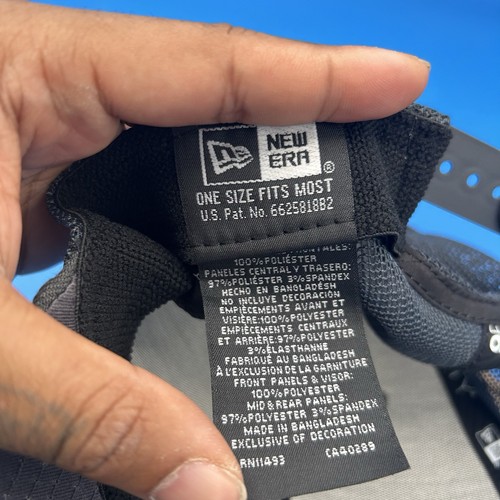 NEW
ERA®
ONE SIZE FITS MOST
U.S. Pat. No. 6625818B2
100%POLIÉSTER
PANELES CENTRAL Y TRASERO:
97%POLIÉSTER 3%SPANDEX
HECHO EN BANGLADÉSH
NO INCLUYE DECORACIÓN
EMPIÈCEMENTS AVANT ET
VISIÈRE:100%POLYESTER
EMPIÈCEMENTS CENTRAUX
ET ARRIÈRE:97%POLYESTER
3%ÉLASTHANNE
FABRIQUÉ AU BANGLADESH
À L'EXCLUSION DE LA GARNITURE
FRONT PANELS & VISOR:
100%POLYESTER
MID & REAR PANELS:
97%POLYESTER 3%SPANDEX
MADE IN BANGLADESH
EXCLUSIVE OF DECORATION
RN11493 CA40289